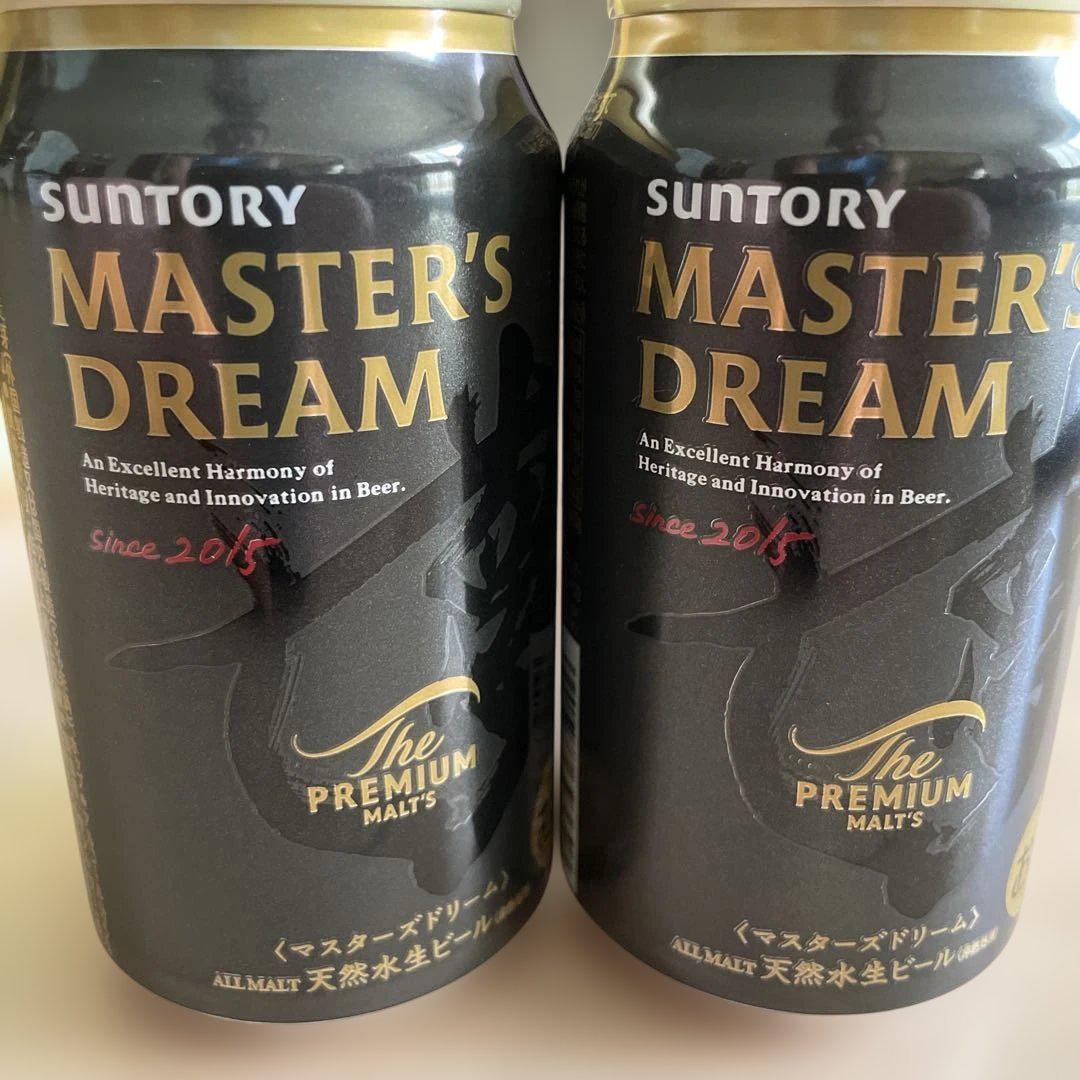 SUNTORY
MASTER'S
DREAM
An Excellent Harmony of
Heritage and Innovation in Beer.
since 2015
The
PREMIUM
MALT'S
〈マスターズドリーム〉
ALL MALT 天然水生ビール
SUNTORY
MASTER'S
DREAM
An Excellent Harmony of
Heritage and Innovation in Beer.
since 2015
The
PREMIUM
MALT'S
〈マスターズドリーム〉
ALL MALT 天然水生ビール